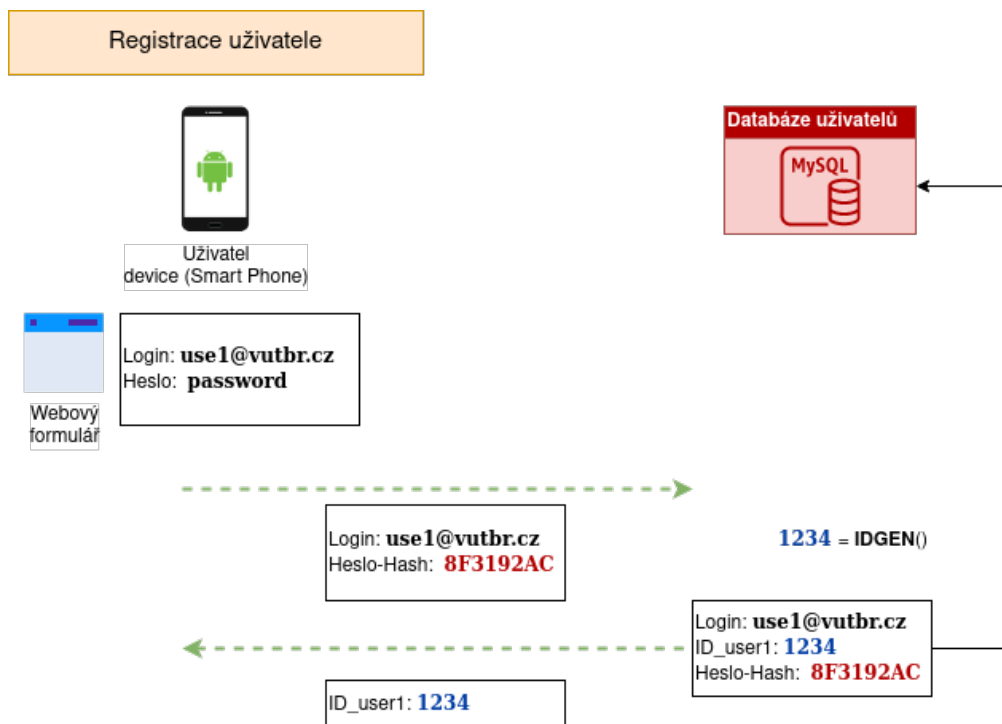 Registrace uživatele
Databáze uživatelů
MySQL
Uživatel
device (Smart Phone)
Login: use1@vutbr.cz
Heslo: password
Webový
formulář
Login: use1@vutbr.cz
Heslo-Hash: 8F3192AC
1234 = IDGEN()
Login: use1@vutbr.cz
ID_user1: 1234
Heslo-Hash: 8F3192AC
ID_user1: 1234